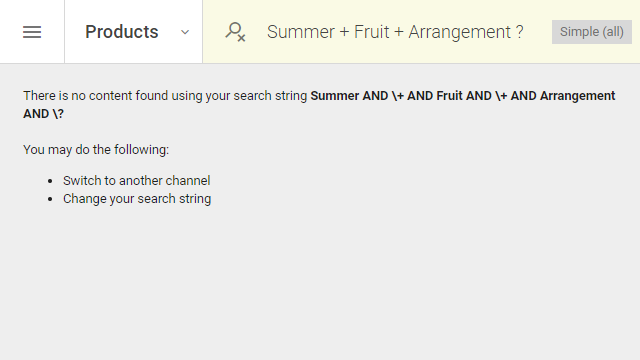 Products
Summer + Fruit + Arrangement ?
Simple (all)
There is no content found using your search string Summer AND \+ AND Fruit AND \+ AND Arrangement
AND \?
You may do the following:
Switch to another channel
Change your search string